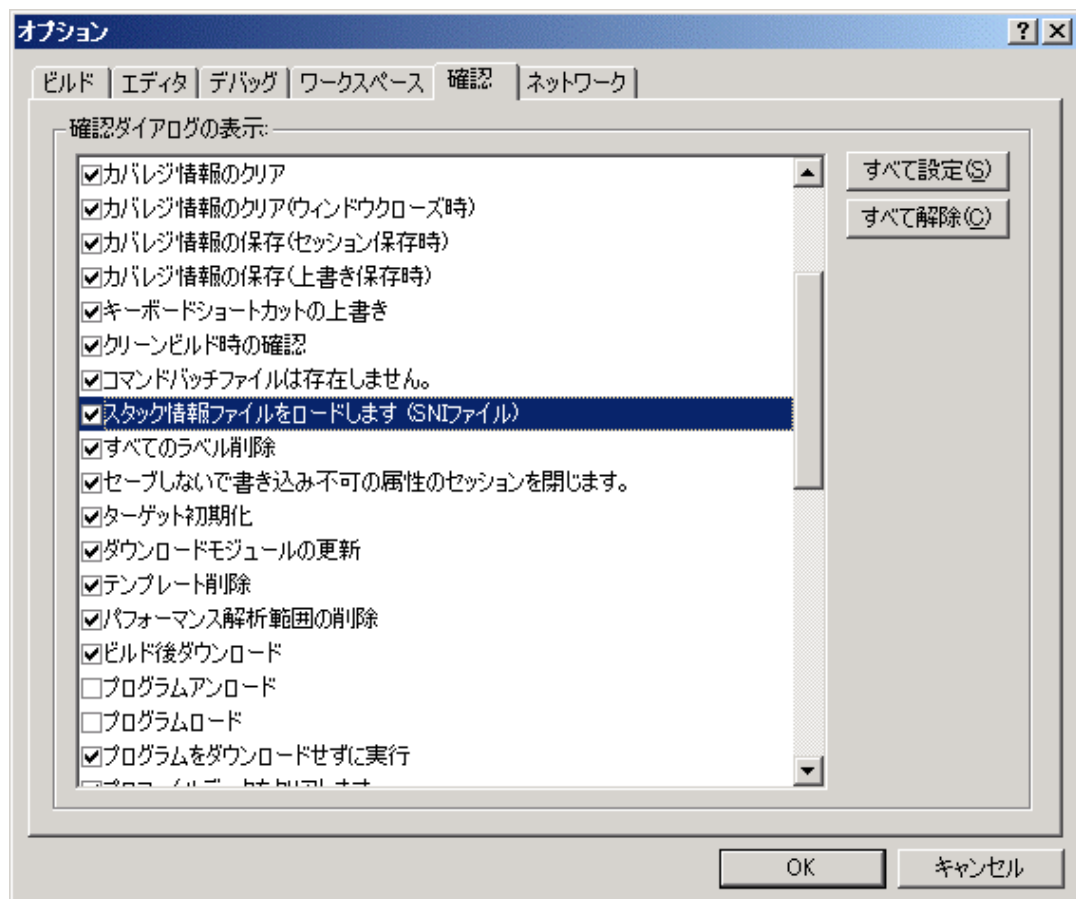 オプション
ビルド エディタ デバッグ ワークスペース 確認 ネットワーク
確認ダイアログの表示:
カバレジ情報のクリア
カバレジ情報のクリア(ウィンドウクローズ時)
カバレジ情報の保存(セッション保存時)
カバレジ情報の保存(上書き保存時)
キーボードショートカットの上書き
クリーンビルド時の確認
コマンドバッチファイルは存在しません。
スタック情報ファイルをロードします (SNIファイル)
すべてのラベル削除
セーブしないで書き込み不可の属性のセッションを閉じます。
ターゲット初期化
ダウンロードモジュールの更新
テンプレート削除
パフォーマンス解析範囲の削除
ビルド後ダウンロード
プログラムアンロード
プログラムロード
プログラムをダウンロードせずに実行
すべて設定(S)
すべて解除(C)
OK キャンセル